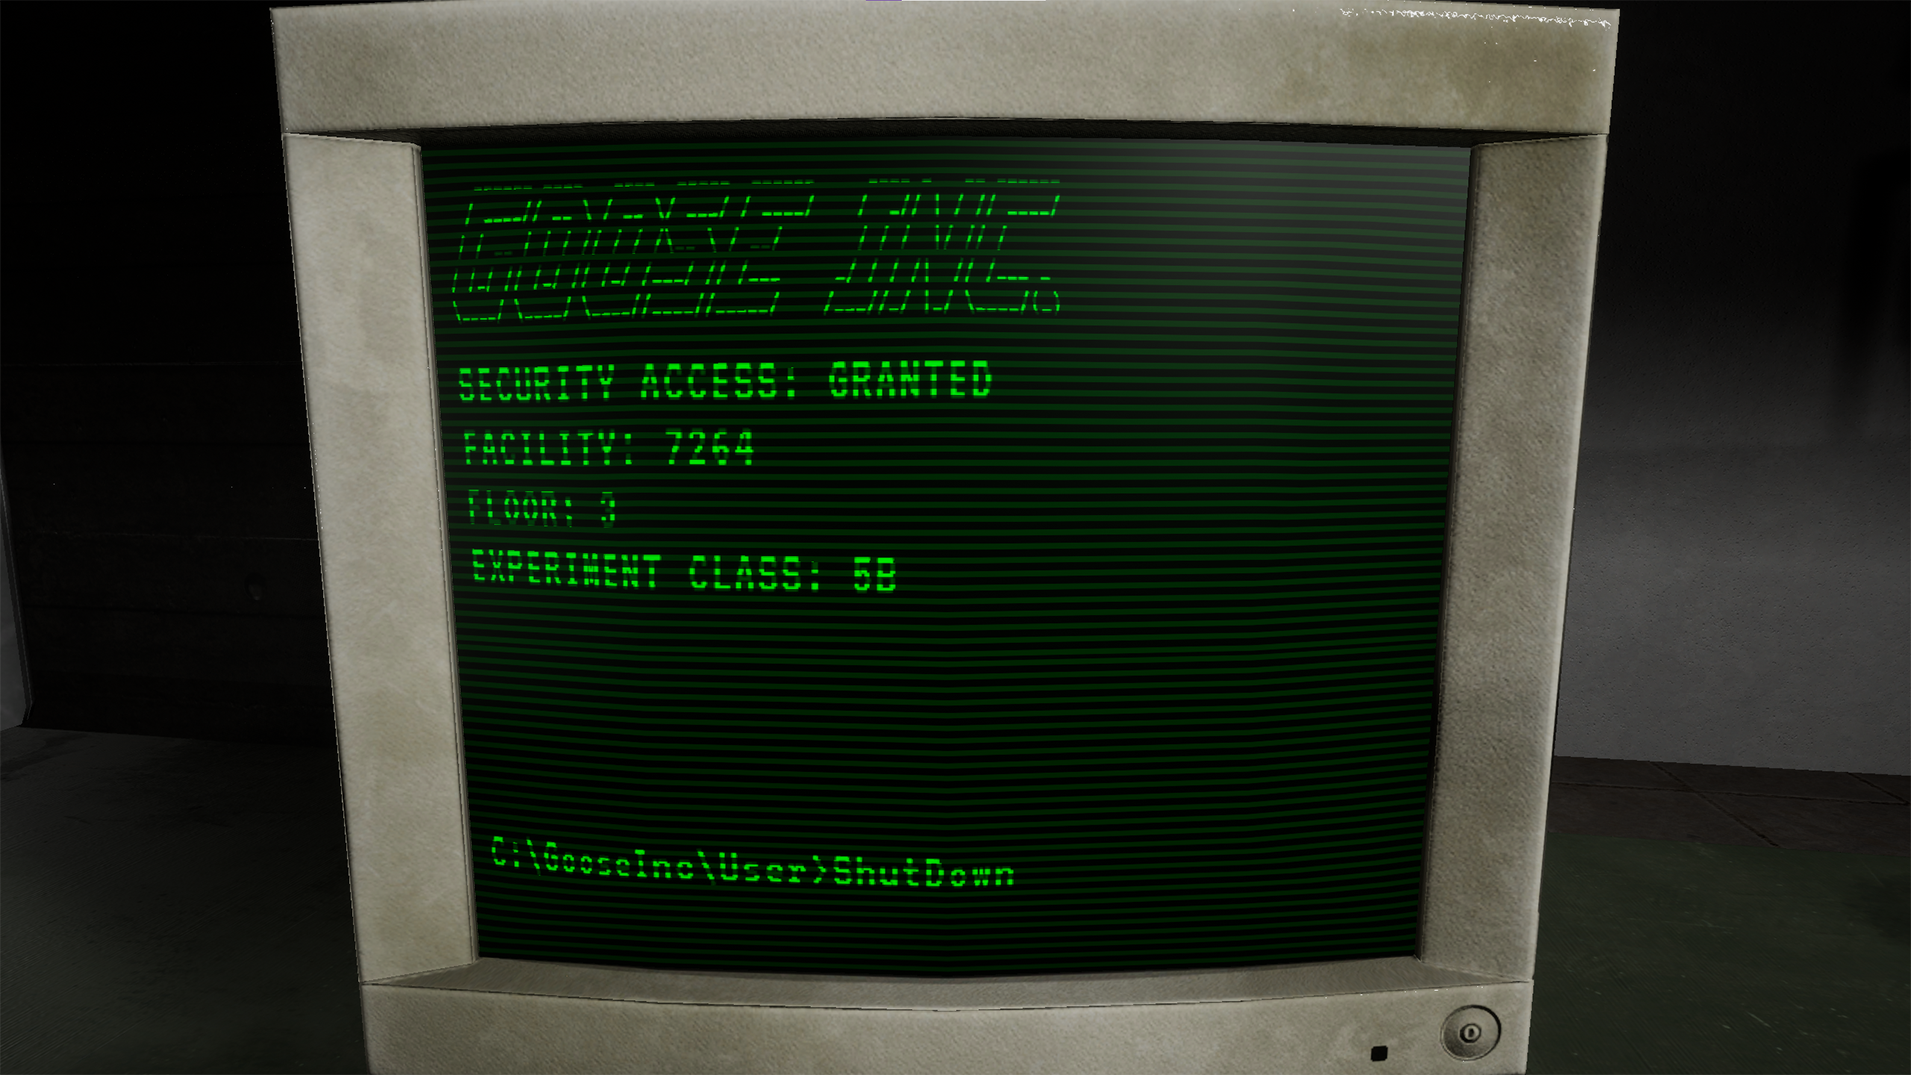 GOOSE INC.
SECURITY ACCESS: GRANTED
FACILITY: 7264
FLOOR: 3
EXPERIMENT CLASS: 5B
C:\GooseInc\User>ShutDown